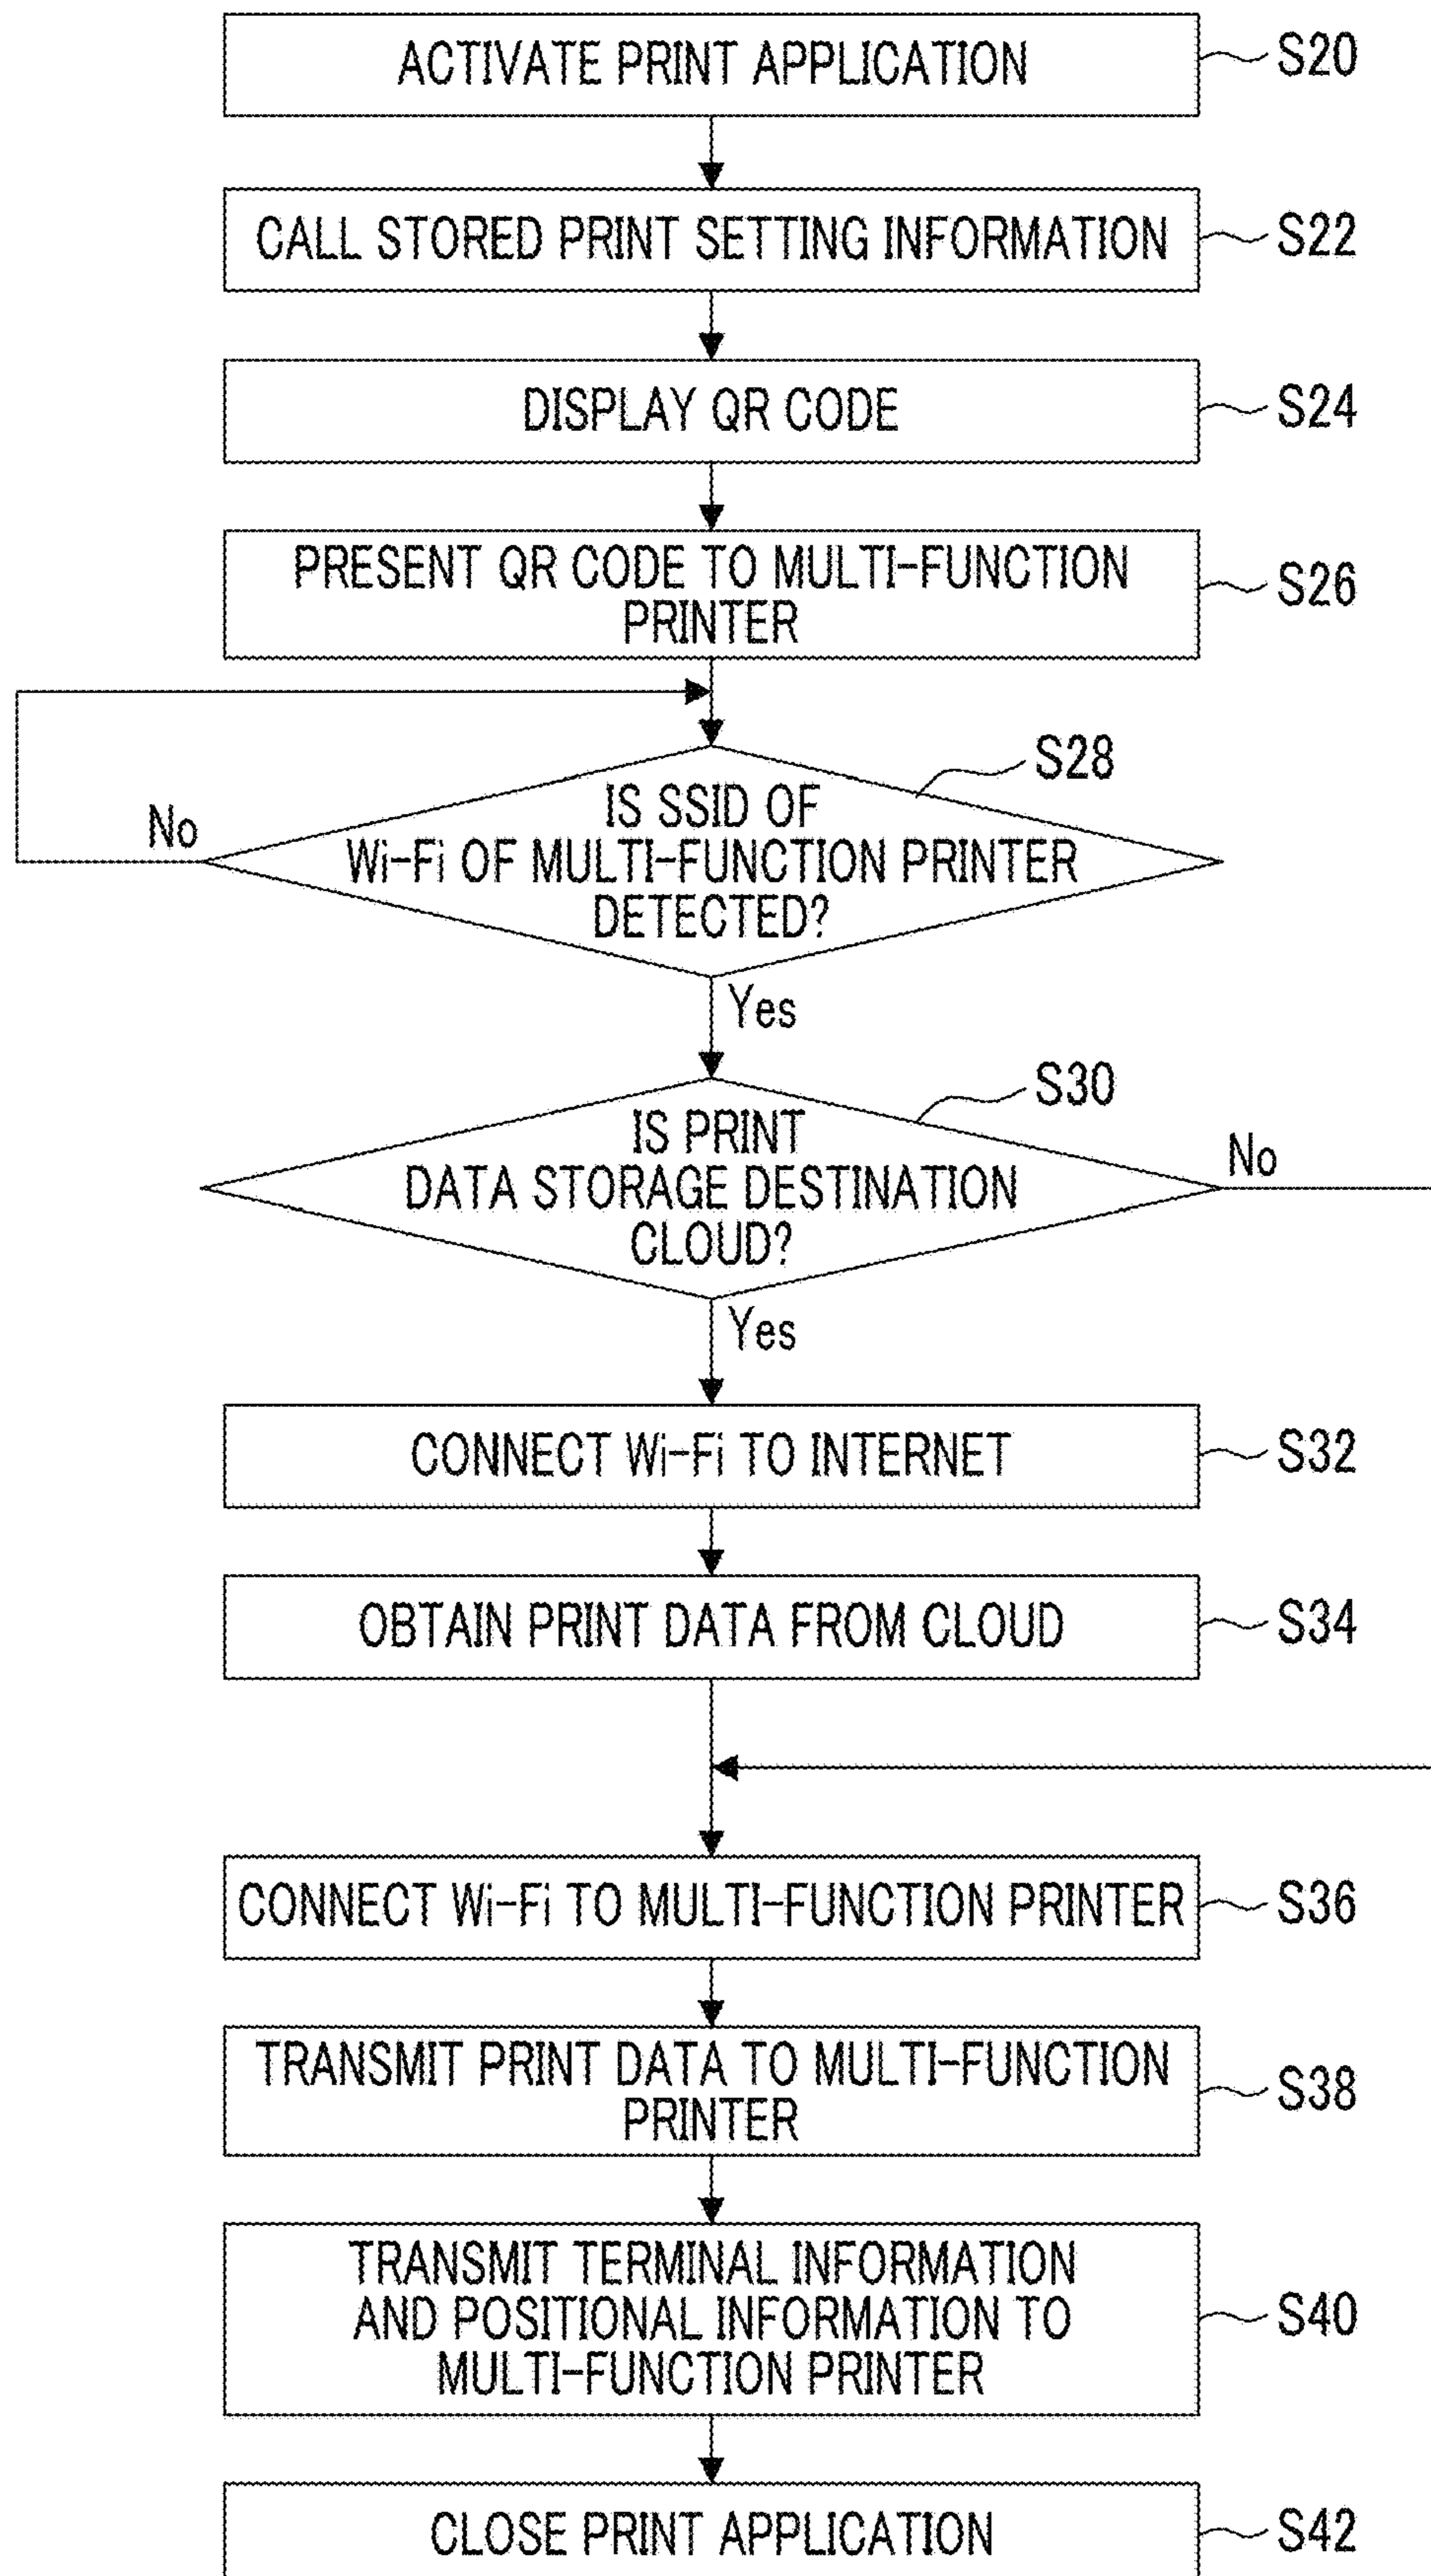 ACTIVATE PRINT APPLICATION
S20
CALL STORED PRINT SETTING INFORMATION
S22
DISPLAY QR CODE
S24
PRESENT QR CODE TO MULTI-FUNCTION
PRINTER
S26
S28
IS SSID OF
Wi-Fi OF MULTI-FUNCTION PRINTER
DETECTED?
No
Yes
S30
IS PRINT
DATA STORAGE DESTINATION
CLOUD?
No
Yes
CONNECT Wi-Fi TO INTERNET
S32
OBTAIN PRINT DATA FROM CLOUD
S34
CONNECT Wi-Fi TO MULTI-FUNCTION PRINTER
S36
TRANSMIT PRINT DATA TO MULTI-FUNCTION
PRINTER
S38
TRANSMIT TERMINAL INFORMATION
AND POSITIONAL INFORMATION TO
MULTI-FUNCTION PRINTER
S40
CLOSE PRINT APPLICATION
S42